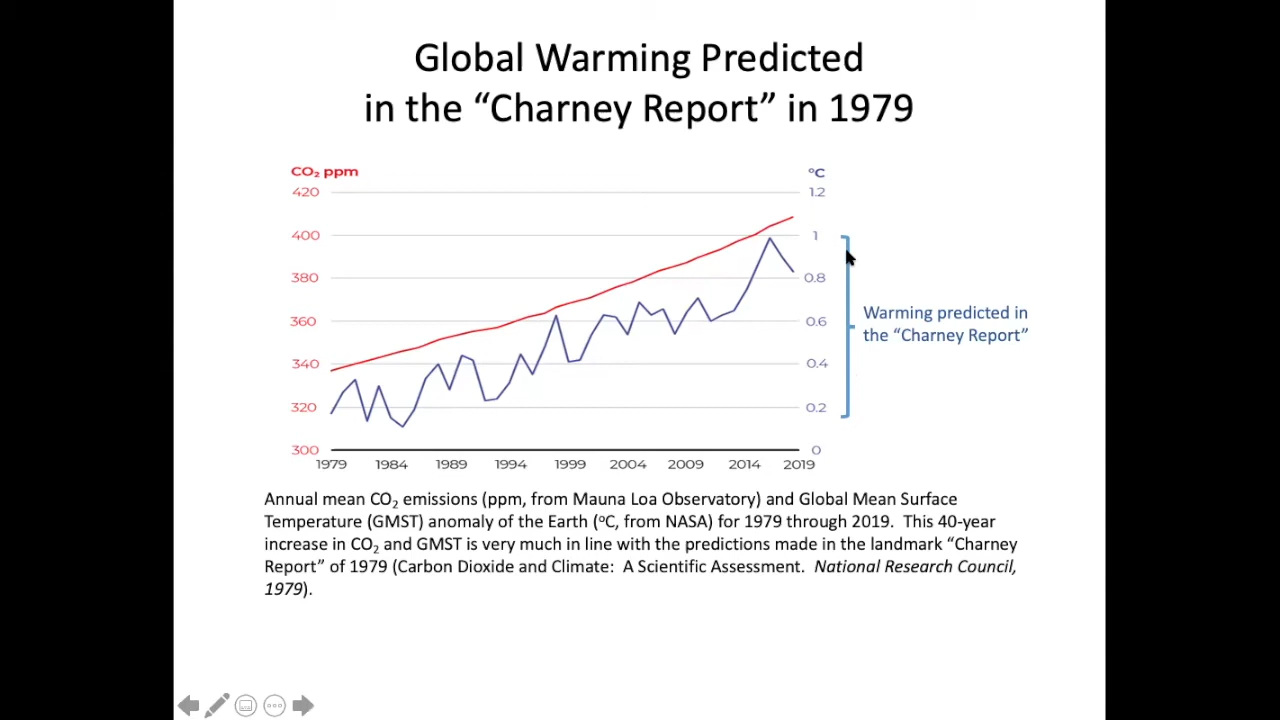 Global Warming Predicted
in the “Charney Report” in 1979
CO₂ ppm
°C
420
1.2
400
1
380
0.8
360
0.6
340
0.4
320
0.2
300
0
1979 1984 1989 1994 1999 2004 2009 2014 2019
Warming predicted in
the “Charney Report”
Annual mean CO₂ emissions (ppm, from Mauna Loa Observatory) and Global Mean Surface
Temperature (GMST) anomaly of the Earth (°C, from NASA) for 1979 through 2019. This 40-year
increase in CO₂ and GMST is very much in line with the predictions made in the landmark “Charney
Report” of 1979 (Carbon Dioxide and Climate: A Scientific Assessment. National Research Council,
1979).